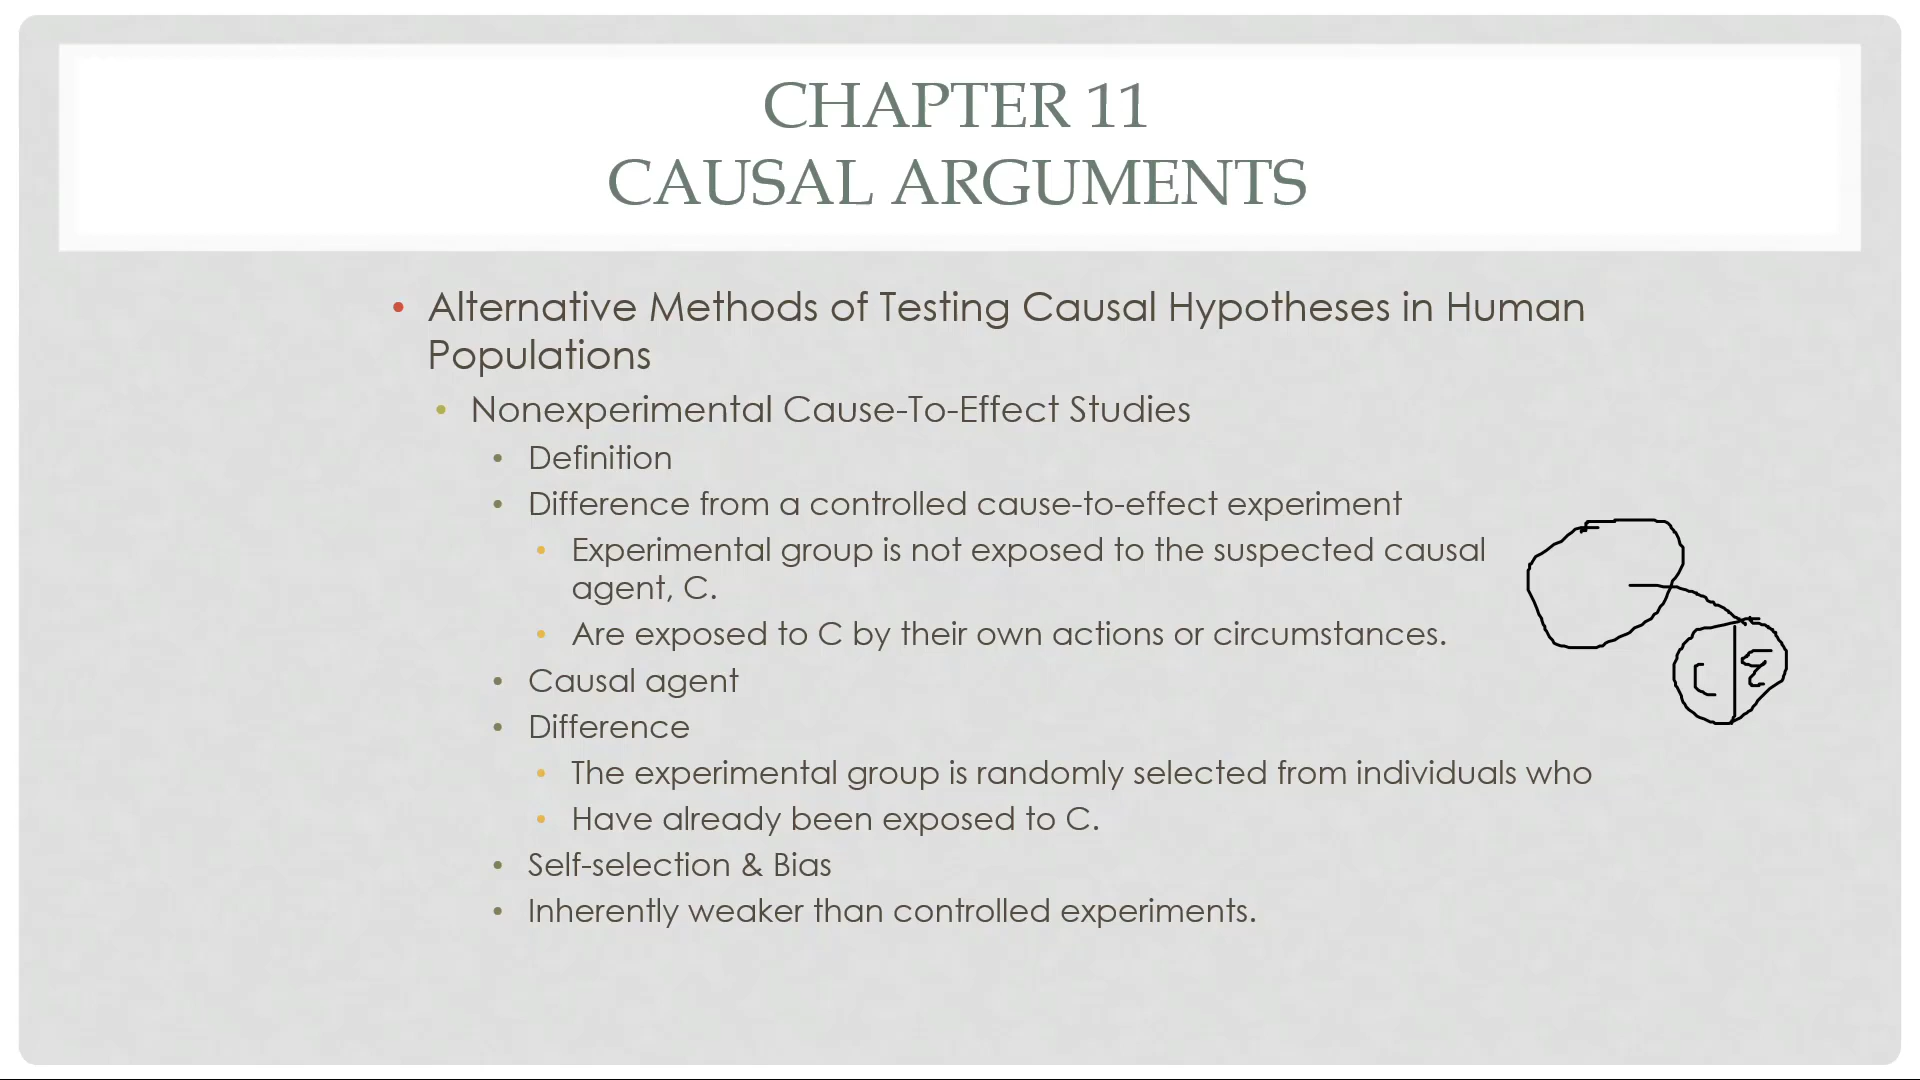 CHAPTER 11
CAUSAL ARGUMENTS
• Alternative Methods of Testing Causal Hypotheses in Human
Populations
• Nonexperimental Cause-To-Effect Studies
• Definition
• Difference from a controlled cause-to-effect experiment
• Experimental group is not exposed to the suspected causal
agent, C.
• Are exposed to C by their own actions or circumstances.
C E
• Causal agent
• Difference
• The experimental group is randomly selected from individuals who
• Have already been exposed to C.
• Self-selection & Bias
• Inherently weaker than controlled experiments.